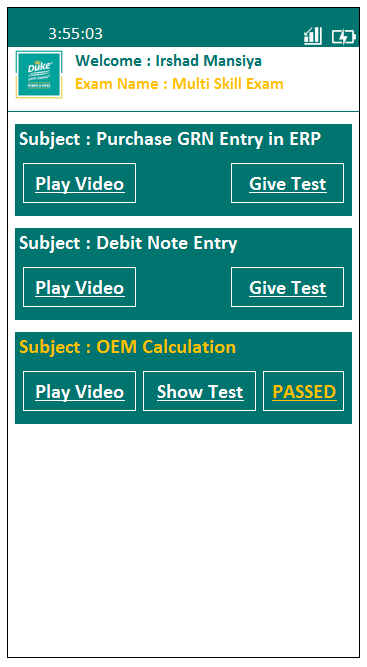 3:55:03
Welcome : Irshad Mansiya
Duke
Exam Name : Multi Skill Exam
PUMPS & PIPES
Subject : Purchase GRN Entry in ERP
Play Video Give Test
Subject : Debit Note Entry
Play Video Give Test
Subject : OEM Calculation
Play Video Show Test PASSED